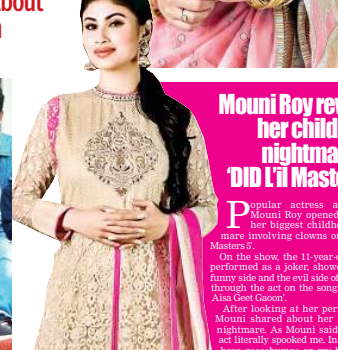 about
Mouni Roy rev
her child
nightma
'DID L'il Maste
Popular actress a
Mouni Roy opened
her biggest childh
mare involving clowns o
Masters 5'.
On the show, the 11-year-o
performed as a joker, show
funny side and the evil side of
through the act on the song
Aisa Geet Gaoon'.
After looking at her per
Mouni shared about her
nightmare. As Mouni said
act literally spooked me. In